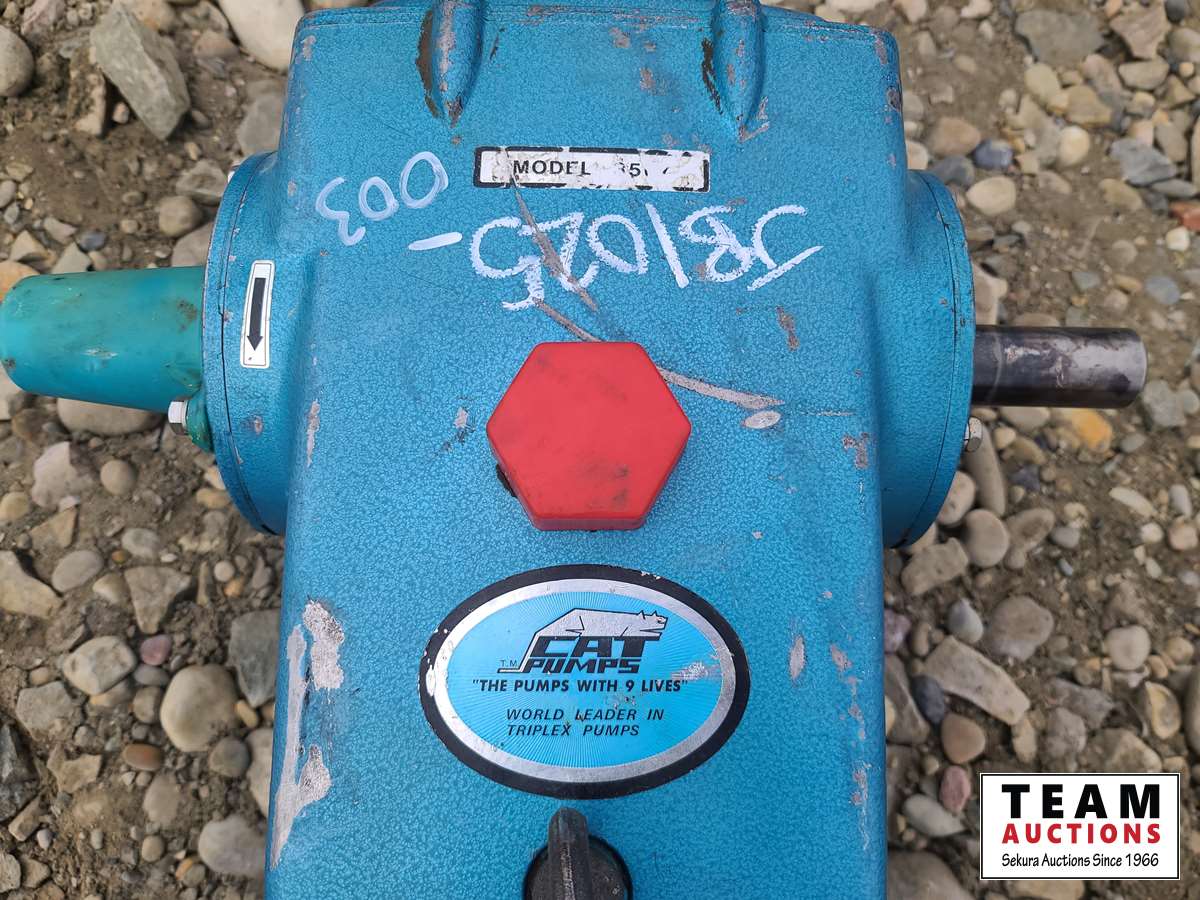 MODEL
JB1025-
003
CAT
PUMPS
T.M.
"THE PUMPS WITH 9 LIVES"
WORLD LEADER IN
TRIPLEX PUMPS
TEAM
AUCTIONS
Sekura Auctions Since 1966